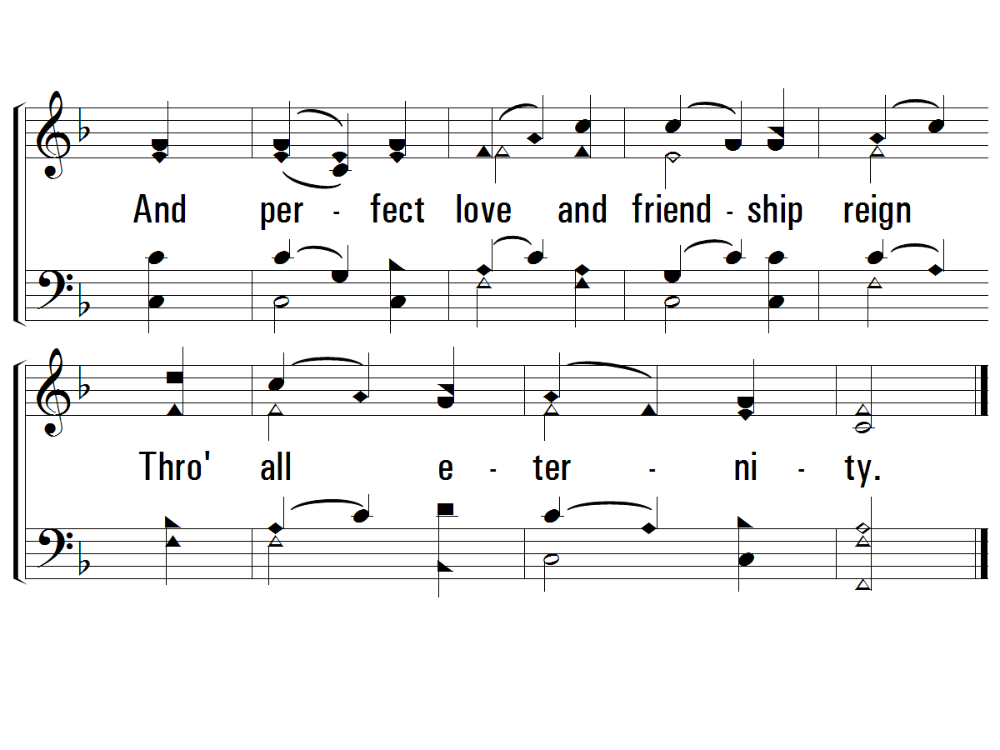 And per - fect love and friend - ship reign
Thro' all e - ter - ni - ty.